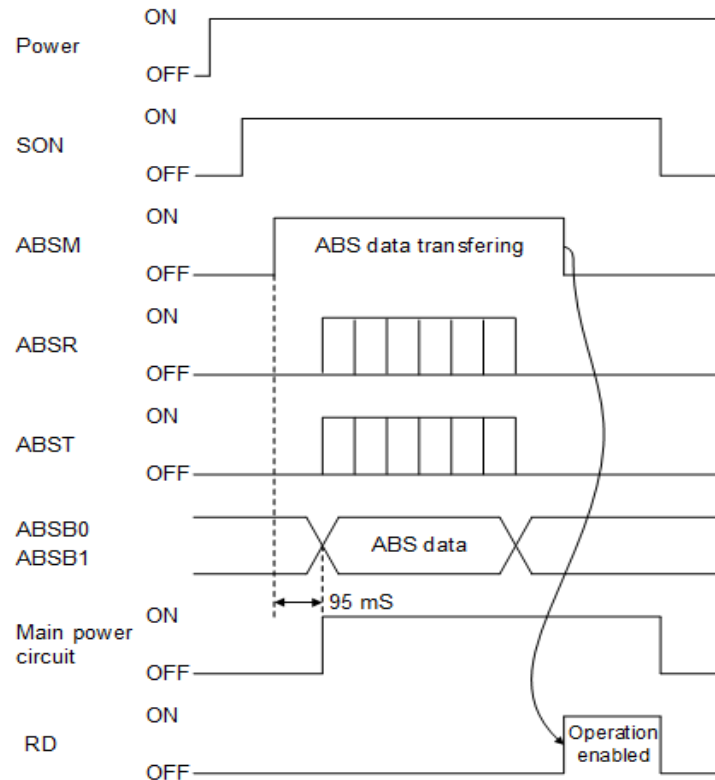 ON
Power
OFF
ON
SON
OFF
ON
ABSM
ABS data transfering
OFF
ON
ABSR
OFF
ON
ABST
OFF
ABSB0
ABSB1
ABS data
95 mS
ON
Main power
circuit
OFF
ON
RD
Operation
enabled
OFF